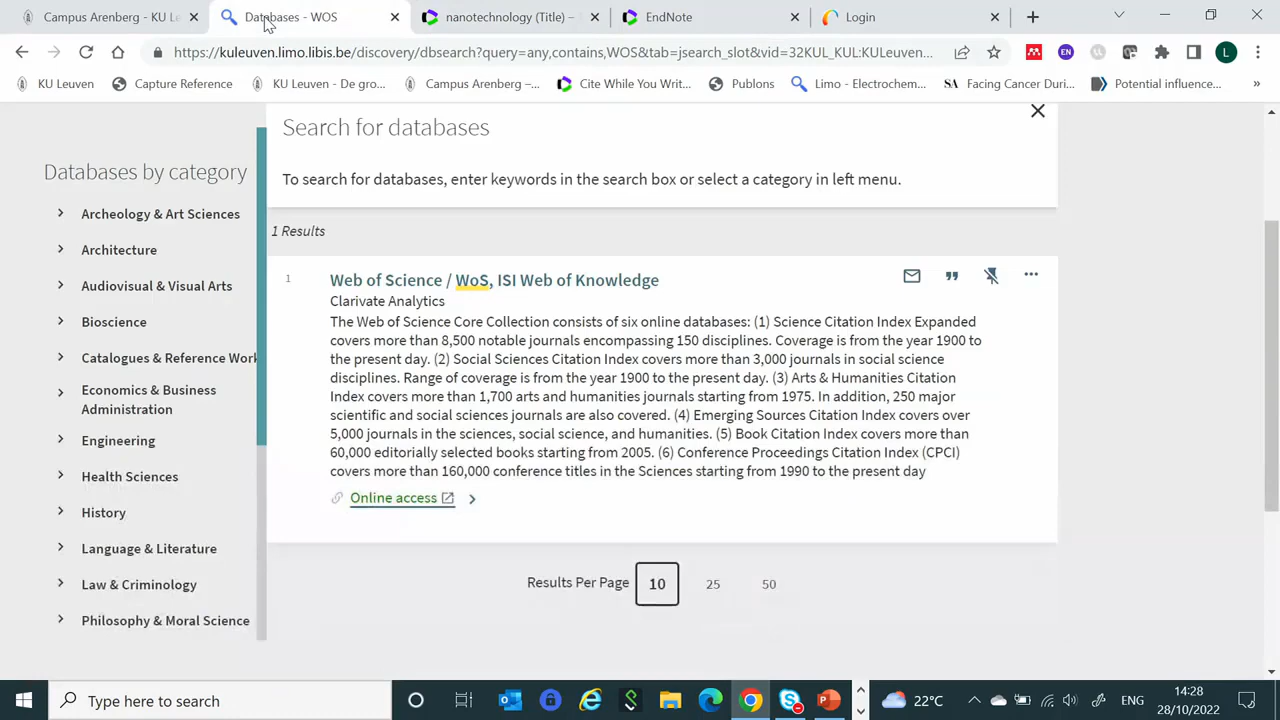 Campus Arenberg - KU L
Databases - WOS
nanotechnology (Title) –
EndNote
Login
https://kuleuven.limo.libis.be/discovery/dbsearch?query=any,contains,WOS&tab=jsearch_slot&vid=32KUL_KUL:KULeuven...
EN
L
KU Leuven
Capture Reference
KU Leuven - De gro...
Campus Arenberg –...
Cite While You Writ...
Publons
Limo - Electrochem...
SA Facing Cancer Duri...
Potential influence...
»
Search for databases
To search for databases, enter keywords in the search box or select a category in left menu.
Databases by category
Archeology & Art Sciences
Architecture
Audiovisual & Visual Arts
Bioscience
Catalogues & Reference Work
Economics & Business
Administration
Engineering
Health Sciences
History
Language & Literature
Law & Criminology
Philosophy & Moral Science
1 Results
1
Web of Science / WoS, ISI Web of Knowledge
Clarivate Analytics
The Web of Science Core Collection consists of six online databases: (1) Science Citation Index Expanded
covers more than 8,500 notable journals encompassing 150 disciplines. Coverage is from the year 1900 to
the present day. (2) Social Sciences Citation Index covers more than 3,000 journals in social science
disciplines. Range of coverage is from the year 1900 to the present day. (3) Arts & Humanities Citation
Index covers more than 1,700 arts and humanities journals starting from 1975. In addition, 250 major
scientific and social sciences journals are also covered. (4) Emerging Sources Citation Index covers over
5,000 journals in the sciences, social science, and humanities. (5) Book Citation Index covers more than
60,000 editorially selected books starting from 2005. (6) Conference Proceedings Citation Index (CPCI)
covers more than 160,000 conference titles in the Sciences starting from 1990 to the present day
Online access
Results Per Page 10 25 50
Type here to search
22°C
ENG
14:28
28/10/2022